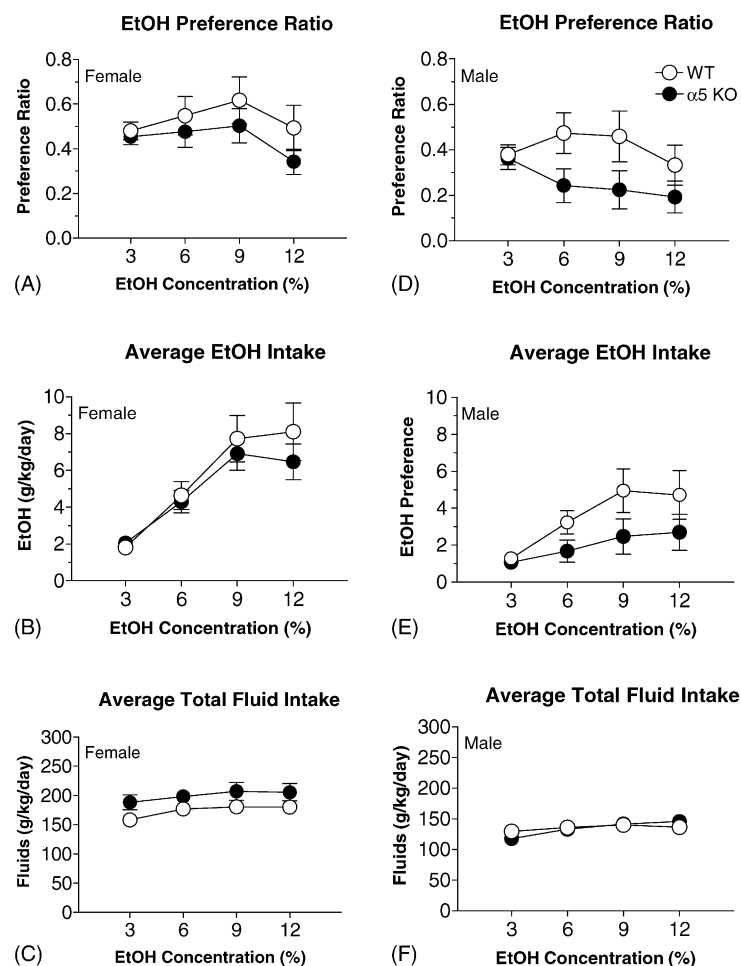 EtOH Preference Ratio
Female
Preference Ratio
0.8
0.6
0.4
0.2
0.0
3 6 9 12
(A)
EtOH Concentration (%)
Average EtOH Intake
Female
EtOH (g/kg/day)
10
8
6
4
2
0
3 6 9 12
(B)
EtOH Concentration (%)
Average Total Fluid Intake
Female
Fluids (g/kg/day)
300
250
200
150
100
50
0
3 6 9 12
(C)
EtOH Concentration (%)
EtOH Preference Ratio
Male
WT
α5 KO
Preference Ratio
0.8
0.6
0.4
0.2
0.0
3 6 9 12
(D)
EtOH Concentration (%)
Average EtOH Intake
Male
EtOH Preference
10
8
6
4
2
0
3 6 9 12
(E)
EtOH Concentration (%)
Average Total Fluid Intake
Male
Fluids (g/kg/day)
300
250
200
150
100
50
0
3 6 9 12
(F)
EtOH Concentration (%)